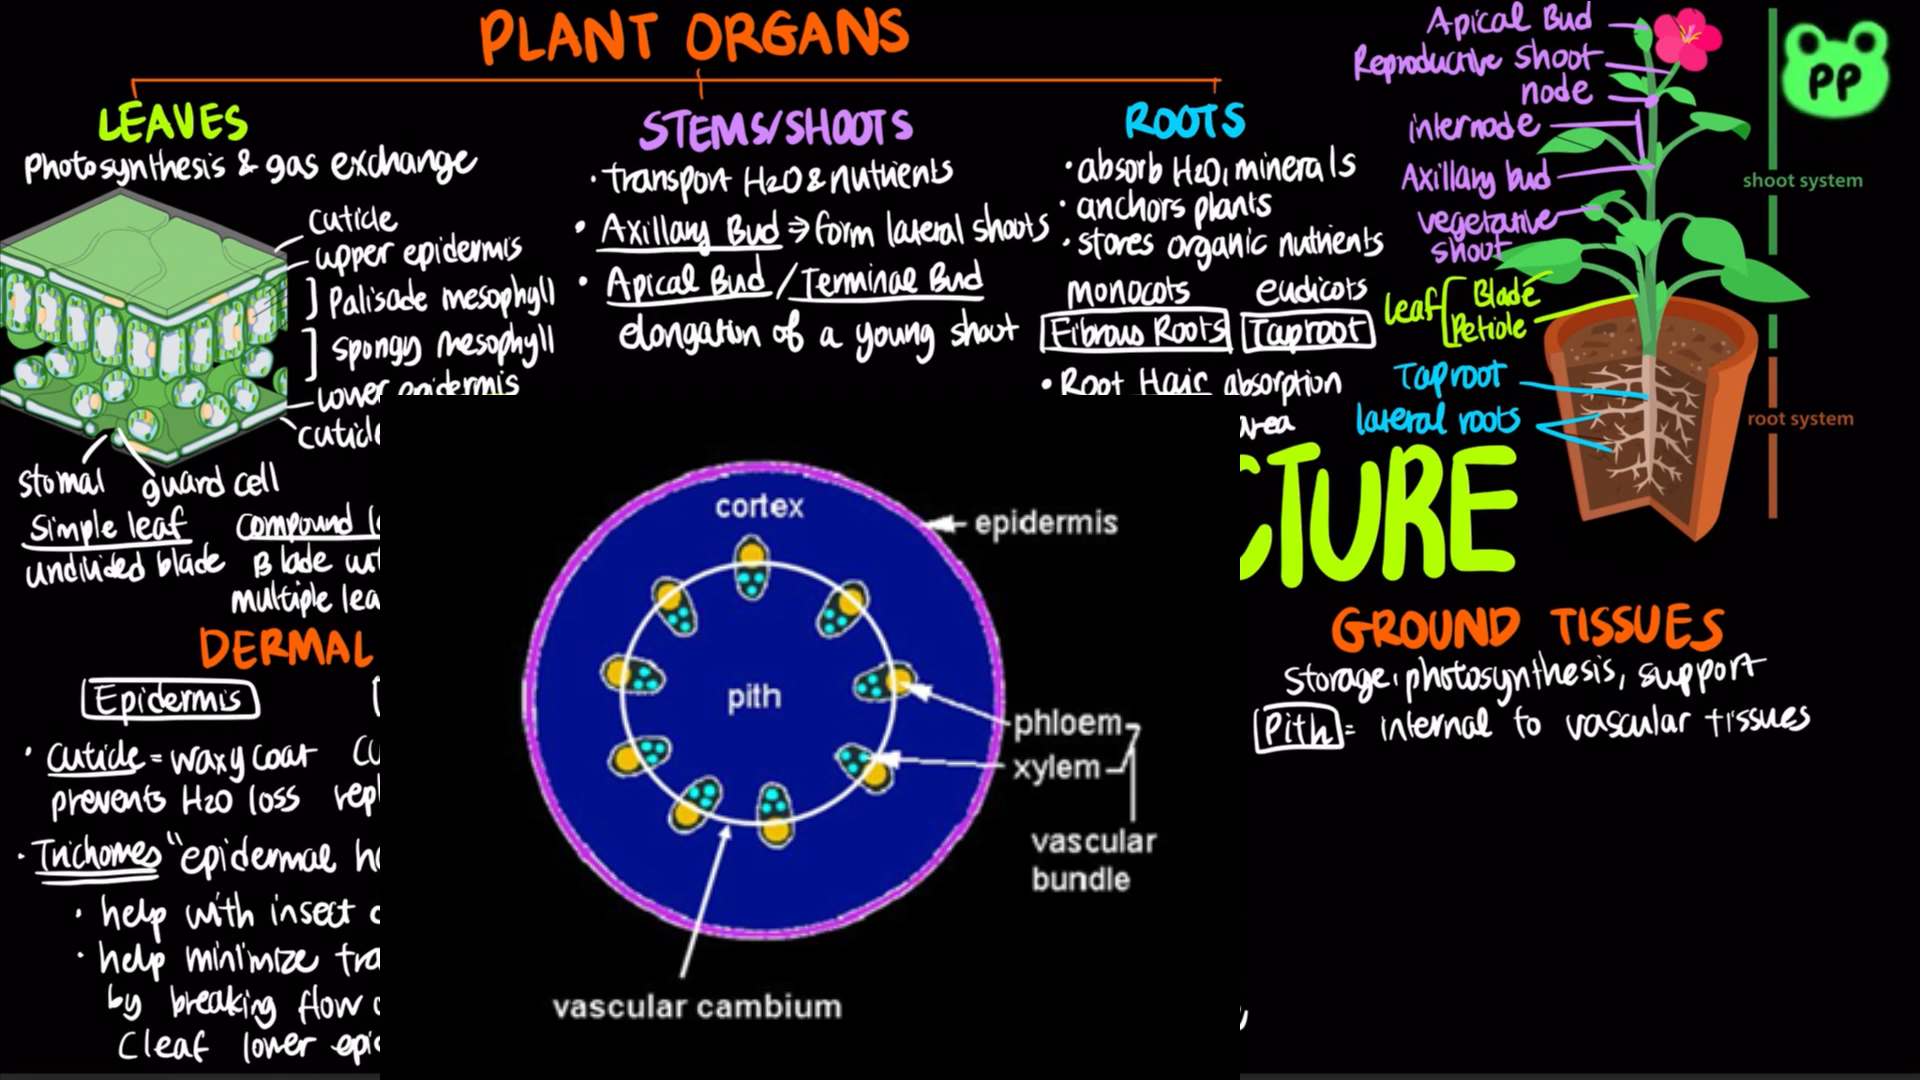 PLANT ORGANS
LEAVES
Photosynthesis & gas exchange
cuticle
upper epidermis
Palisade mesophyll
spongy mesophyll
Lower epidermis
cuticle
stomal
guard cell
Simple leaf
undivided blade
compound
Blade
multiple
STEMS/SHOOTS
• transport H2O & nutrients
• Axillary Bud ⇒ form lateral shoots
• Apical Bud / Terminal Bud
elongation of a young shoot
ROOTS
• absorb H2O, minerals
• anchors plants
• stores organic nutrients
monocots
Fibrous Roots
eudicots
Taproot
• Root Hair absorption
area
Apical Bud
Reproductive shoot
node
internode
Axillary bud
vegetative
shoot
leaf [ Blade
Petiole
Taproot
lateral roots
PP
shoot system
root system
CTURE
DERMAL
Epidermis
• Cuticle = waxy coat
prevents H2O loss
• Trichomes "epidermal
• help with insect
• help minimize
by breaking flow
Cleaf lower
cortex
epidermis
pith
phloem
xylem
vascular
bundle
vascular cambium
GROUND TISSUES
Storage, photosynthesis, support
Pith = internal to vascular tissues